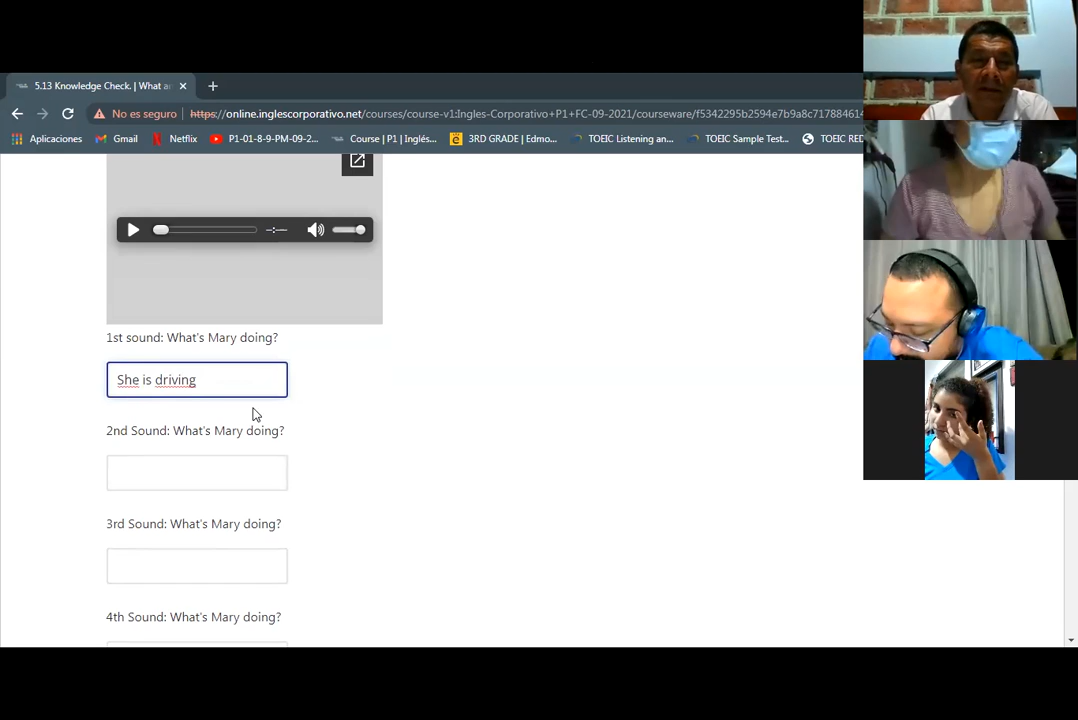 5.13 Knowledge Check. | What a
No es seguro https://online.inglescorporativo.net/courses/course-v1:Ingles-Corporativo+P1+FC-09-2021/courseware/f5342295b2594e7b9a8c717884614
Aplicaciones Gmail Netflix P1-01-8-9-PM-09-2... Course | P1 | Inglés... 3RD GRADE | Edmo... TOEIC Listening an... TOEIC Sample Test... TOEIC RED
-:--
1st sound: What's Mary doing?
She is driving
2nd Sound: What's Mary doing?
3rd Sound: What's Mary doing?
4th Sound: What's Mary doing?